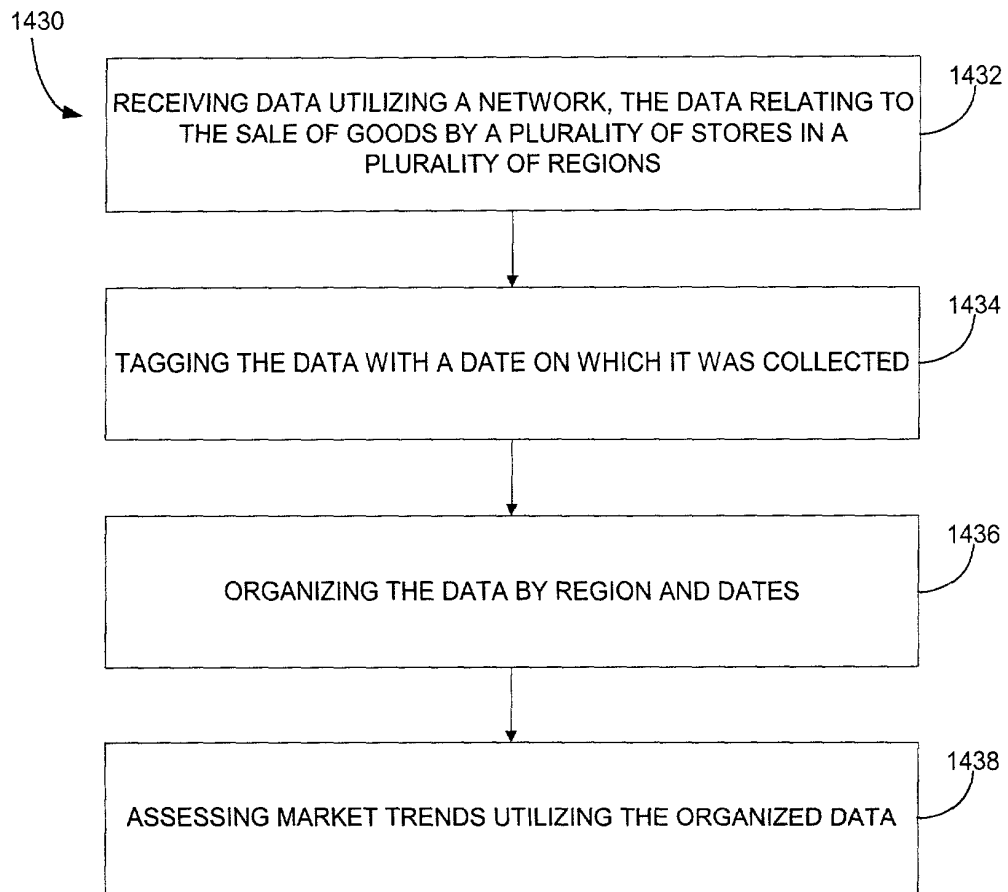 1430
1432
RECEIVING DATA UTILIZING A NETWORK, THE DATA RELATING TO
THE SALE OF GOODS BY A PLURALITY OF STORES IN A
PLURALITY OF REGIONS
1434
TAGGING THE DATA WITH A DATE ON WHICH IT WAS COLLECTED
1436
ORGANIZING THE DATA BY REGION AND DATES
1438
ASSESSING MARKET TRENDS UTILIZING THE ORGANIZED DATA